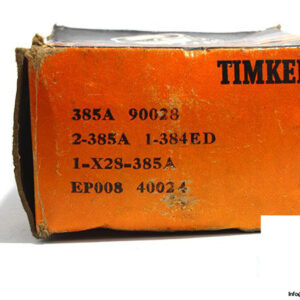 TIMKE
385A 90028
2-385A 1-384ED
1-X2S-385A
EP008 40024